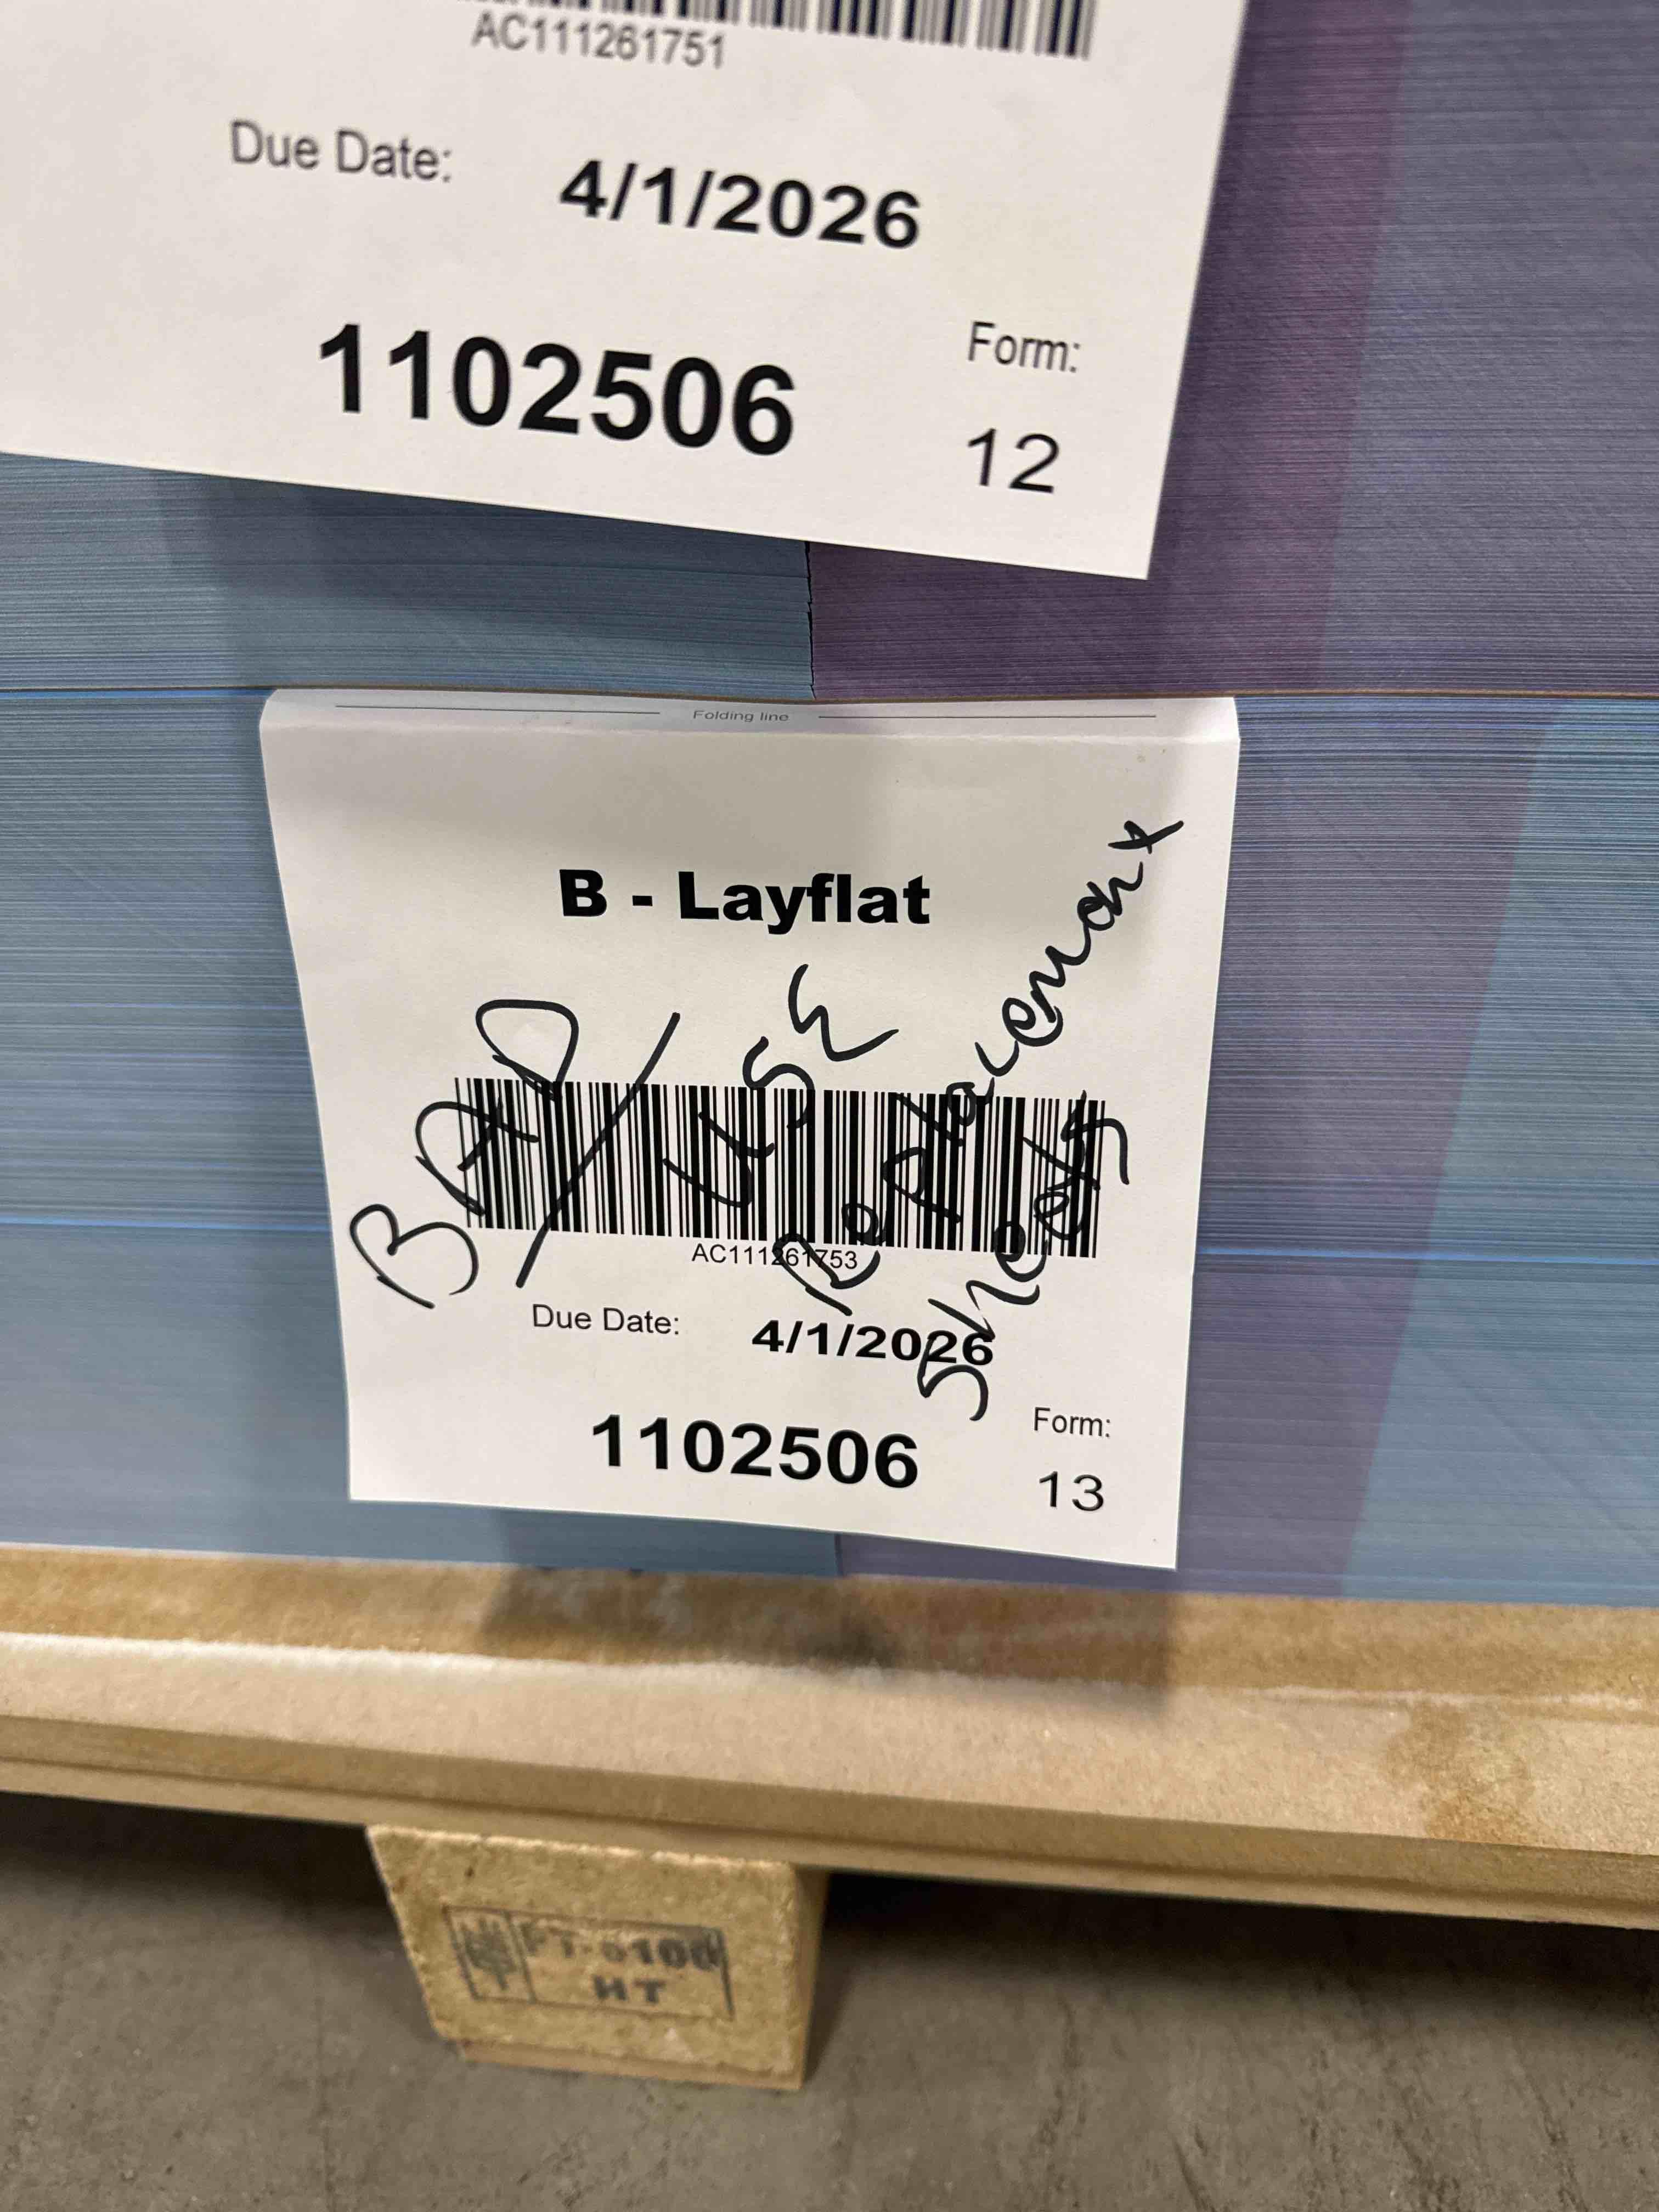 AC111261751
Due Date: 4/1/2026
1102506
Form:
12
Folding line
B - Layflat
BAD / USE
Replacement
sheets
AC111261753
Due Date: 4/1/2026
1102506
Form:
13
HT